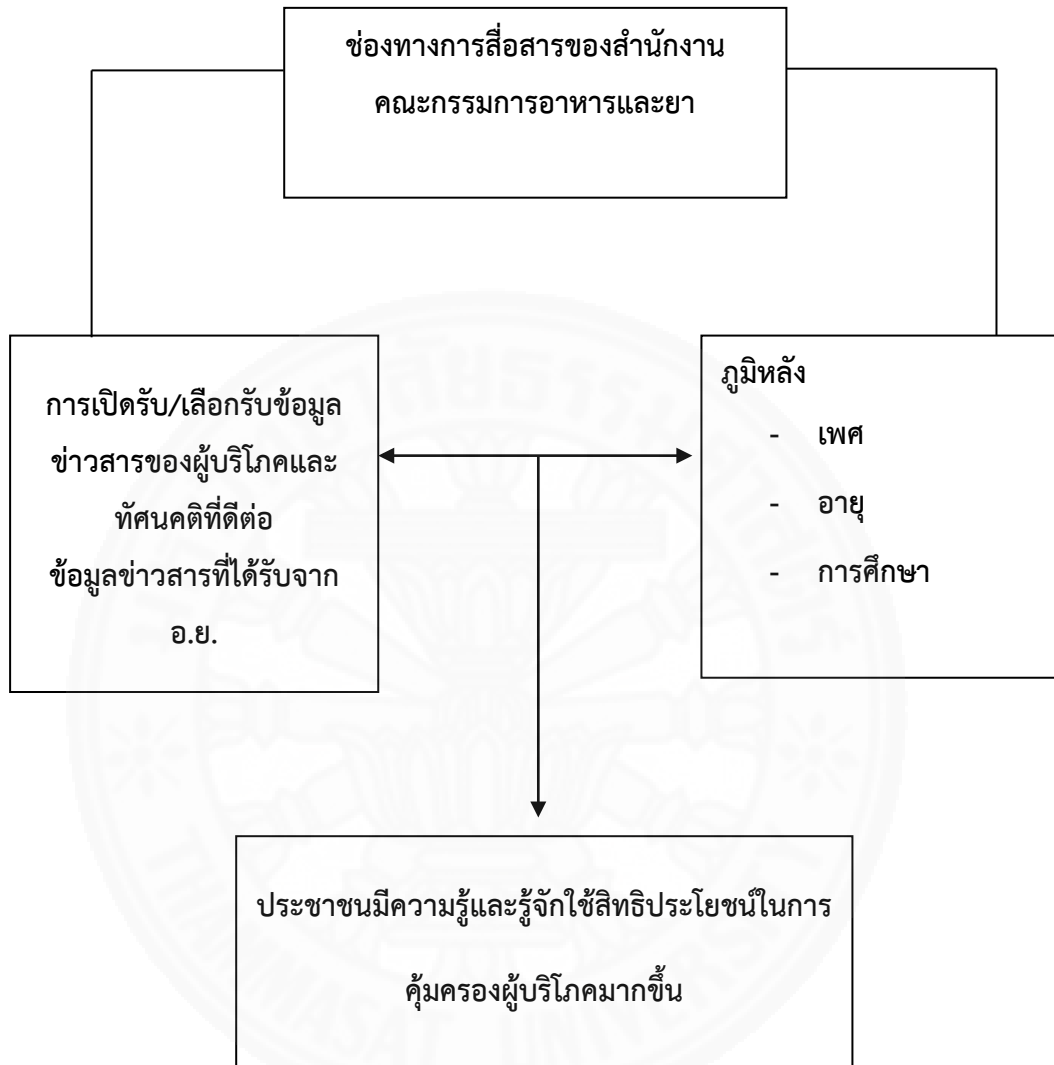 ช่องทางการสื่อสารของสำนักงาน
คณะกรรมการอาหารและยา
การเปิดรับ/เลือกรับข้อมูล
ข่าวสารของผู้บริโภคและ
ทัศนคติที่ดีต่อ
ข้อมูลข่าวสารที่ได้รับจาก
อ.ย.
ภูมิหลัง
- เพศ
- อายุ
- การศึกษา
ประชาชนมีความรู้และรู้จักใช้สิทธิประโยชน์ในการ
คุ้มครองผู้บริโภคมากขึ้น
THAMMASAT UNIVERSITY